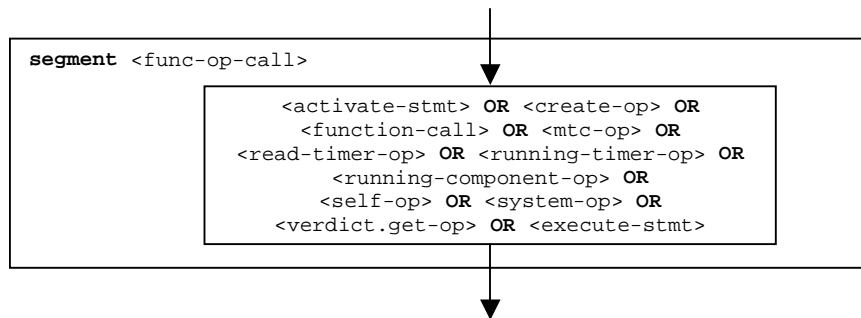 segment <func-op-call>
<activate-stmt> OR <create-op> OR
<function-call> OR <mtc-op> OR
<read-timer-op> OR <running-timer-op> OR
<running-component-op> OR
<self-op> OR <system-op> OR
<verdict.get-op> OR <execute-stmt>